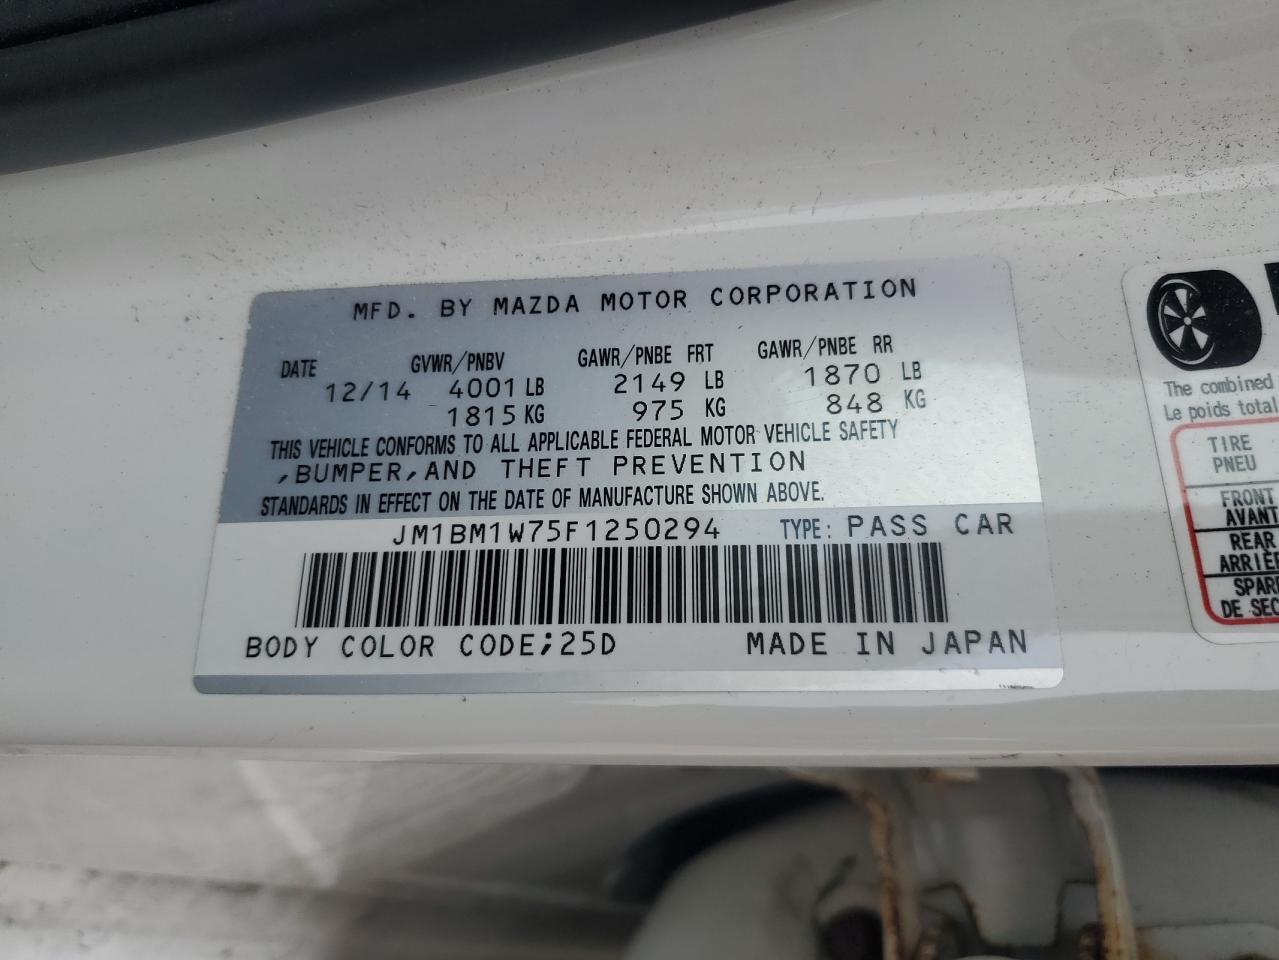 MFD. BY MAZDA MOTOR CORPORATION
DATE GVWR/PNBV GAWR/PNBE FRT GAWR/PNBE RR
12/14 4001 LB 2149 LB 1870 LB
1815 KG 975 KG 848 KG
THIS VEHICLE CONFORMS TO ALL APPLICABLE FEDERAL MOTOR VEHICLE SAFETY
,BUMPER,AND THEFT PREVENTION
STANDARDS IN EFFECT ON THE DATE OF MANUFACTURE SHOWN ABOVE.
JM1BM1W75F1250294 TYPE: PASS CAR
BODY COLOR CODE;25D MADE IN JAPAN
The combined
Le poids total
TIRE
PNEU
FRONT
AVANT
REAR